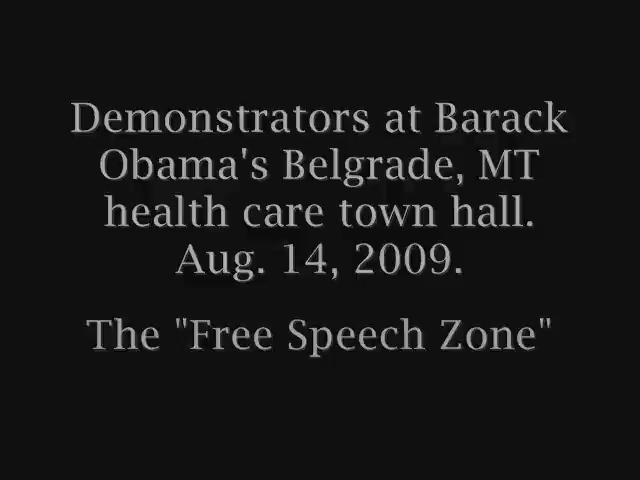 Demonstrators at Barack
Obama's Belgrade, MT
health care town hall.
Aug. 14, 2009.
The "Free Speech Zone"